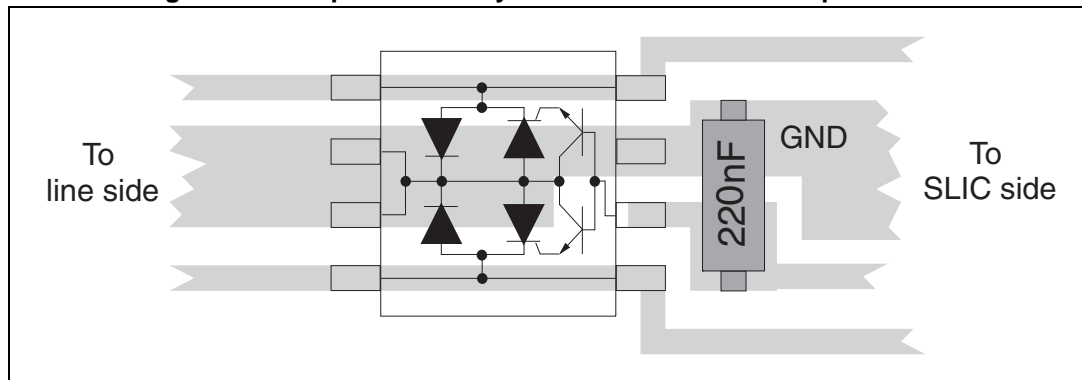 To
line side
220nF
GND
To
SLIC side